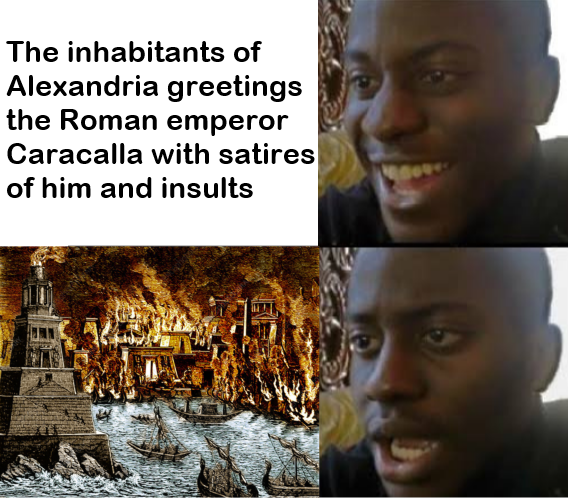 The inhabitants of
Alexandria greetings
the Roman emperor
Caracalla with satires
of him and insults